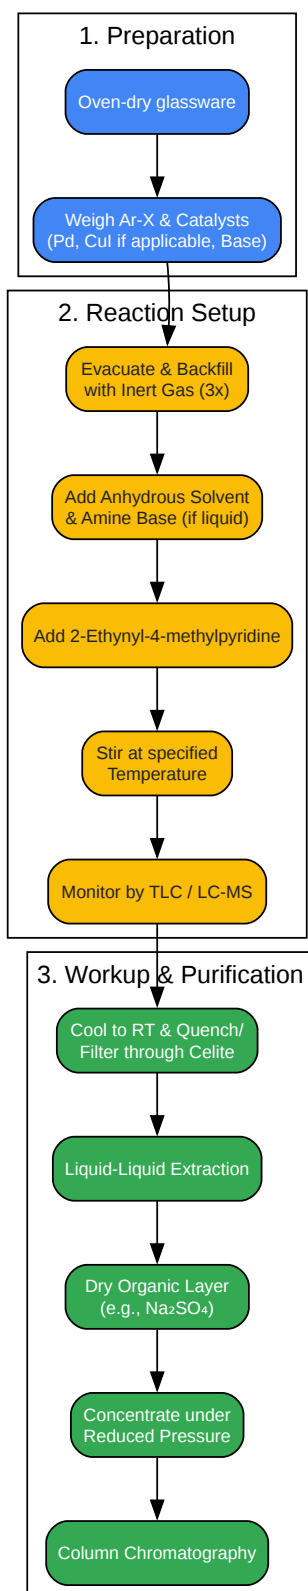 1. Preparation
Oven-dry glassware
Weigh Ar-X & Catalysts
(Pd, CuI if applicable, Base)
2. Reaction Setup
Evacuate & Backfill
with Inert Gas (3x)
Add Anhydrous Solvent
& Amine Base (if liquid)
Add 2-Ethynyl-4-methylpyridine
Stir at specified
Temperature
Monitor by TLC / LC-MS
3. Workup & Purification
Cool to RT & Quench/
Filter through Celite
Liquid-Liquid Extraction
Dry Organic Layer
(e.g., Na₂SO₄)
Concentrate under
Reduced Pressure
Column Chromatography